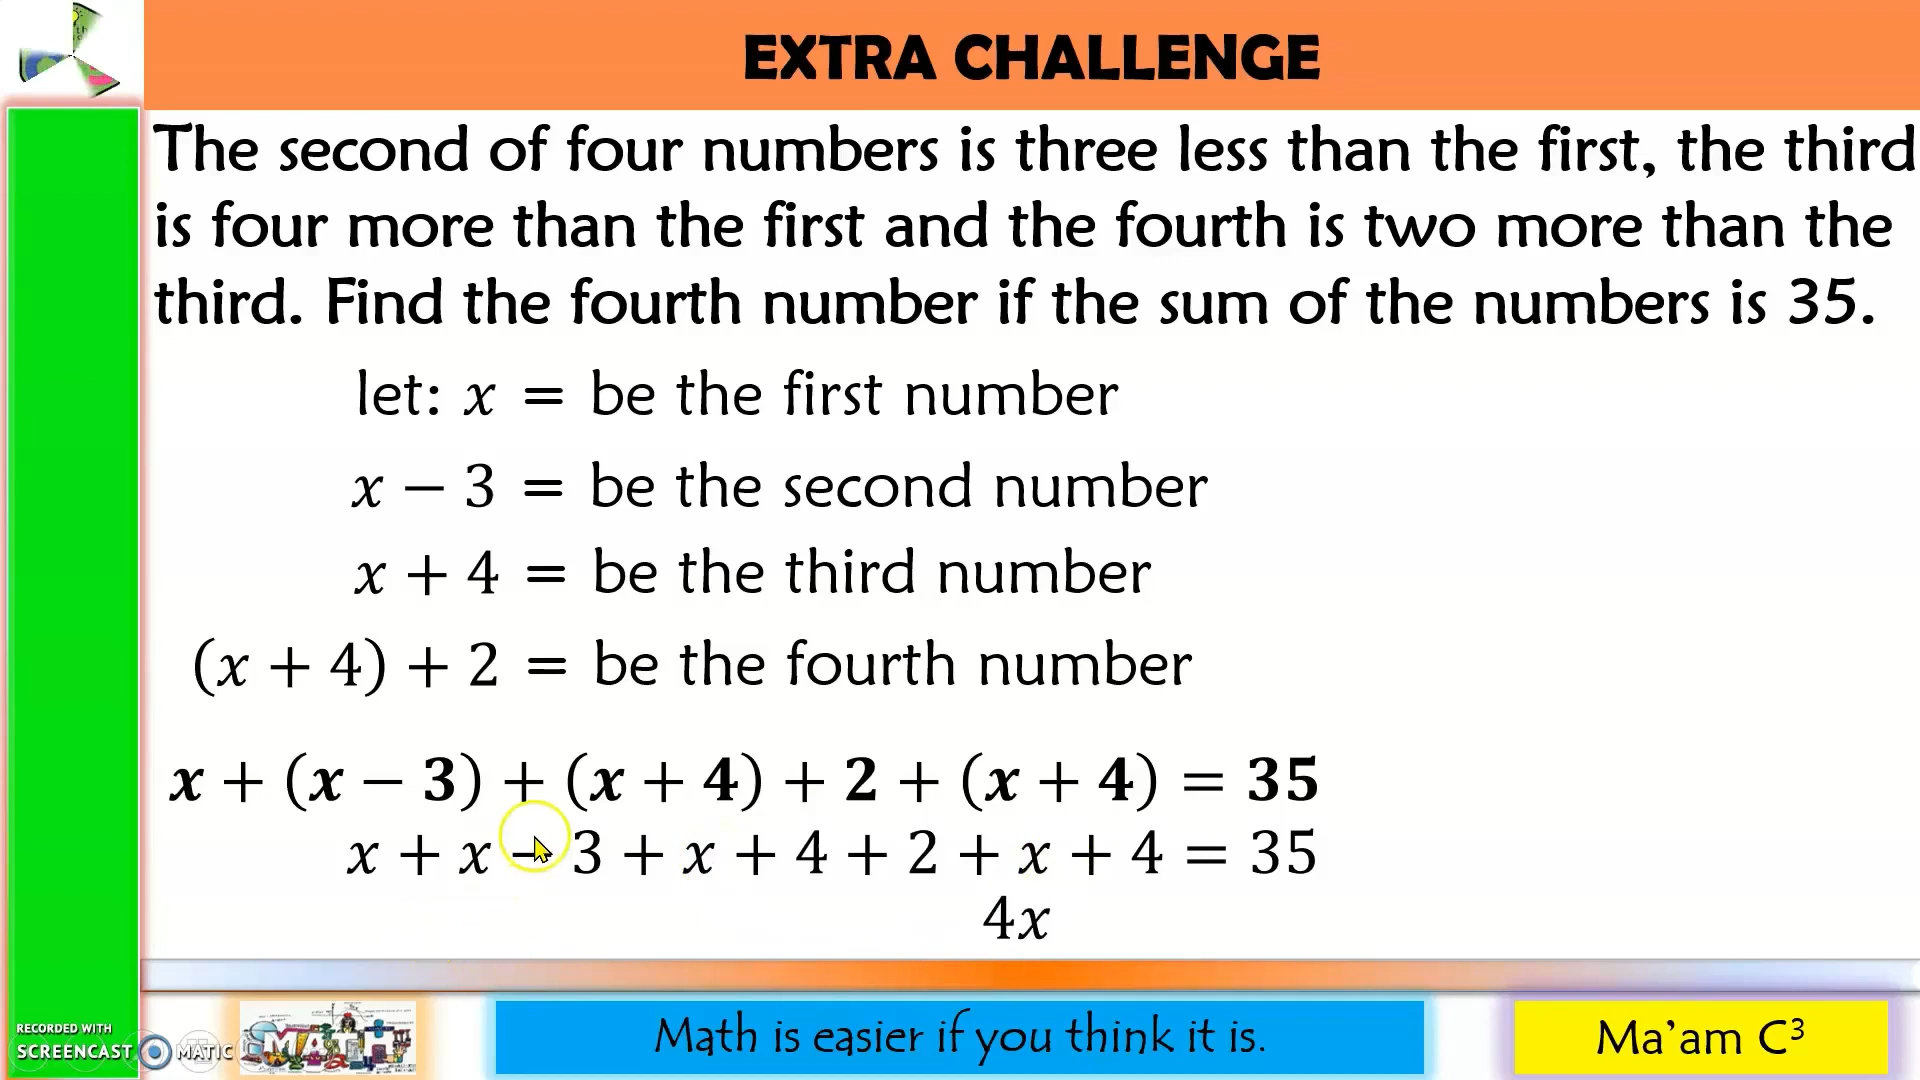 EXTRA CHALLENGE
The second of four numbers is three less than the first, the third
is four more than the first and the fourth is two more than the
third. Find the fourth number if the sum of the numbers is 35.
let: x = be the first number
x − 3 = be the second number
x + 4 = be the third number
(x + 4) + 2 = be the fourth number
x + (x − 3) + (x + 4) + 2 + (x + 4) = 35
x + x − 3 + x + 4 + 2 + x + 4 = 35
4x
RECORDED WITH
SCREENCAST MATIC
MATH
Math is easier if you think it is.
Ma’am C³